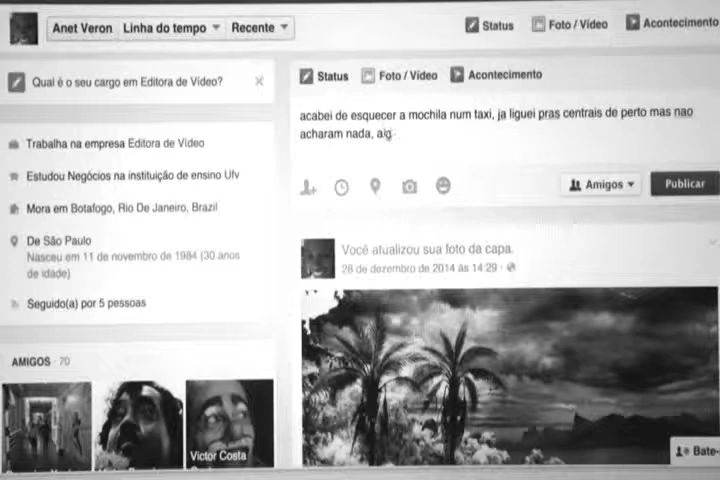 Anet Veron Linha do tempo Recente
Status Foto / Vídeo Acontecimento
Qual é o seu cargo em Editora de Vídeo?
Trabalha na empresa Editora de Vídeo
Estudou Negócios na instituição de ensino Ufv
Mora em Botafogo, Rio De Janeiro, Brazil
De São Paulo
Nasceu em 11 de novembro de 1984 (30 anos
de idade)
Seguido(a) por 5 pessoas
AMIGOS · 70
Victor Costa
Status Foto / Vídeo Acontecimento
acabei de esquecer a mochila num taxi, ja liguei pras centrais de perto mas nao
acharam nada, alg
Amigos Publicar
Você atualizou sua foto da capa.
28 de dezembro de 2014 às 14:29 ·
Bate-